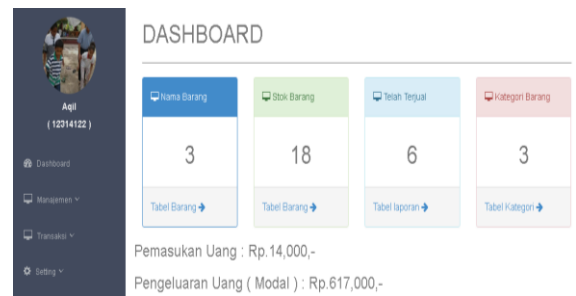 DASHBOARD
Aqil
( 12314122 )
Dashboard
Manajemen
Transaksi
Setting
Nama Barang
3
Tabel Barang
Stok Barang
18
Tabel Barang
Telah Terjual
6
Tabel laporan
Kategori Barang
3
Tabel Kategori
Pemasukan Uang : Rp.14,000,-
Pengeluaran Uang ( Modal ) : Rp.617,000,-